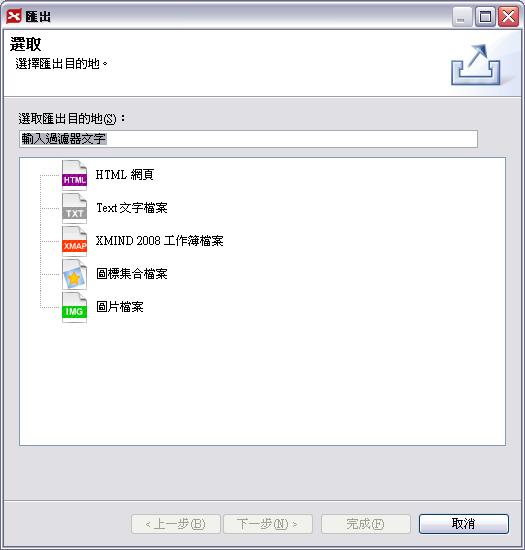 匯出
選取
選擇匯出目的地。
選取匯出目的地(S)：
輸入過濾器文字
HTML HTML 網頁
TXT Text 文字檔案
XMAP XMIND 2008 工作簿檔案
圖標集合檔案
IMG 圖片檔案
< 上一步(B) 下一步(N) > 完成(F) 取消